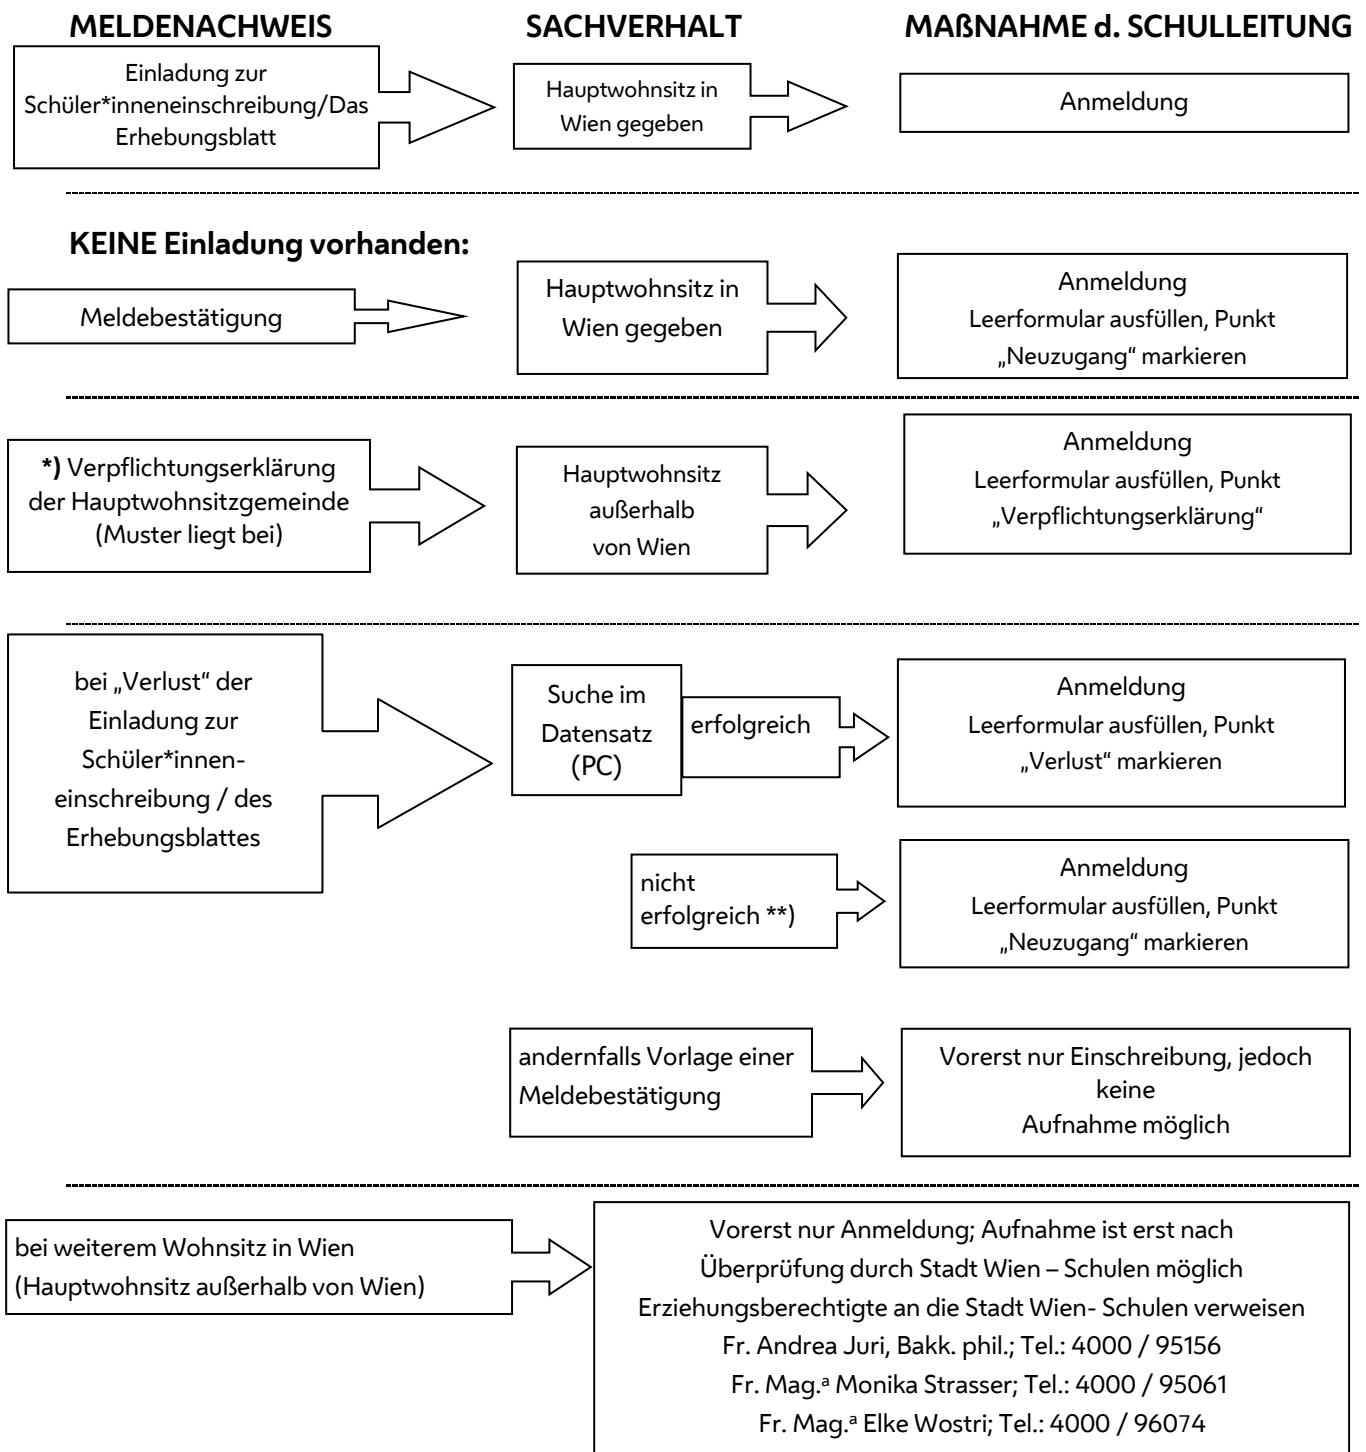 MELDENACHWEIS
SACHVERHALT
MAßNAHME d. SCHULLEITUNG
Einladung zur
Schüler*inneneinschreibung/Das
Erhebungsblatt
Hauptwohnsitz in
Wien gegeben
Anmeldung
KEINE Einladung vorhanden:
Meldebestätigung
Hauptwohnsitz in
Wien gegeben
Anmeldung
Leerformular ausfüllen, Punkt
„Neuzugang“ markieren
*) Verpflichtungserklärung
der Hauptwohnsitzgemeinde
(Muster liegt bei)
Hauptwohnsitz
außerhalb
von Wien
Anmeldung
Leerformular ausfüllen, Punkt
„Verpflichtungserklärung“
bei „Verlust“ der
Einladung zur
Schüler*innen-
einschreibung / des
Erhebungsblattes
Suche im
Datensatz
(PC)
erfolgreich
Anmeldung
Leerformular ausfüllen, Punkt
„Verlust“ markieren
nicht
erfolgreich **)
Anmeldung
Leerformular ausfüllen, Punkt
„Neuzugang“ markieren
andernfalls Vorlage einer
Meldebestätigung
Vorerst nur Einschreibung, jedoch
keine
Aufnahme möglich
bei weiterem Wohnsitz in Wien
(Hauptwohnsitz außerhalb von Wien)
Vorerst nur Anmeldung; Aufnahme ist erst nach
Überprüfung durch Stadt Wien – Schulen möglich
Erziehungsberechtigte an die Stadt Wien- Schulen verweisen
Fr. Andrea Juri, Bakk. phil.; Tel.: 4000 / 95156
Fr. Mag.ª Monika Strasser; Tel.: 4000 / 95061
Fr. Mag.ª Elke Wostri; Tel.: 4000 / 96074